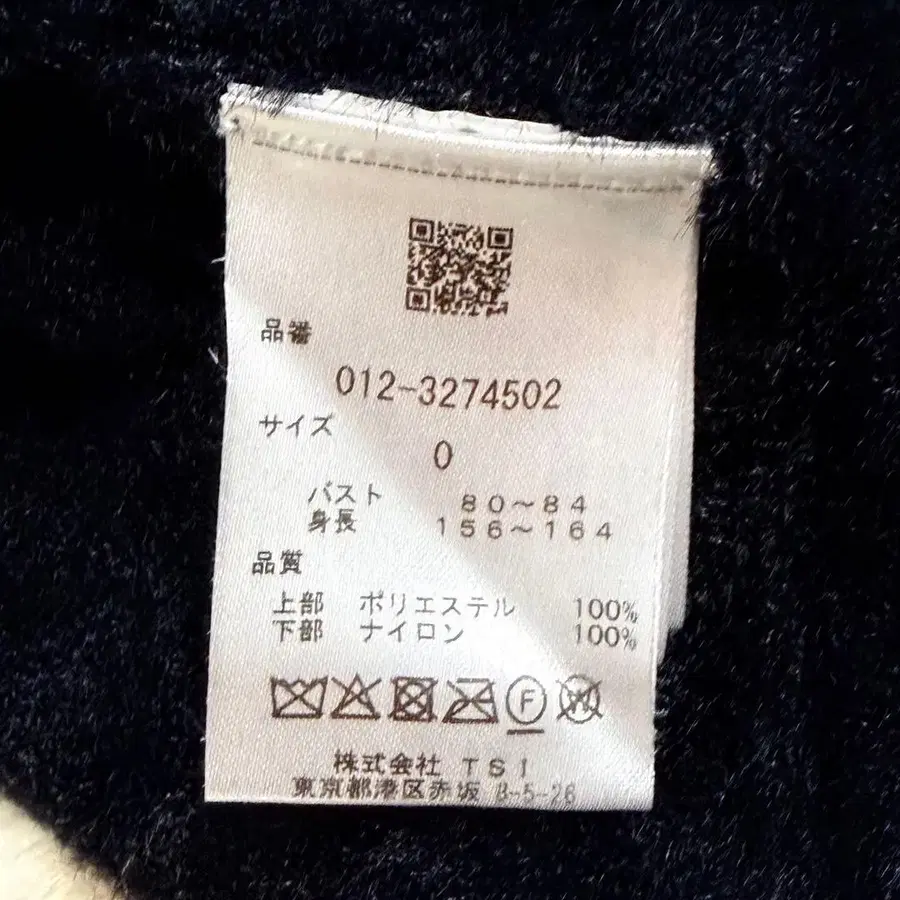 品番
012-3274502
サイズ
0
バスト 80～84
身長 156～164
品質
上部 ポリエステル 100%
下部 ナイロン 100%
F W
株式会社 TSI
東京都港区赤坂 8-5-26